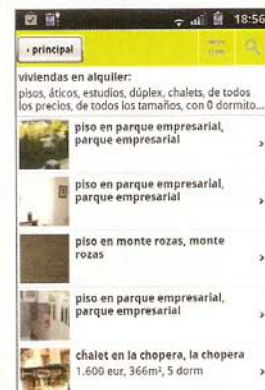 18:56
‹ principal
viviendas en alquiler:
pisos, áticos, estudios, dúplex, chalets, de todos
los precios, de todos los tamaños, con 0 dormito...
piso en parque empresarial,
parque empresarial
piso en parque empresarial,
parque empresarial
piso en monte rozas, monte
rozas
piso en parque empresarial,
parque empresarial
chalet en la chopera, la chopera
1.600 eur, 366m², 5 dorm